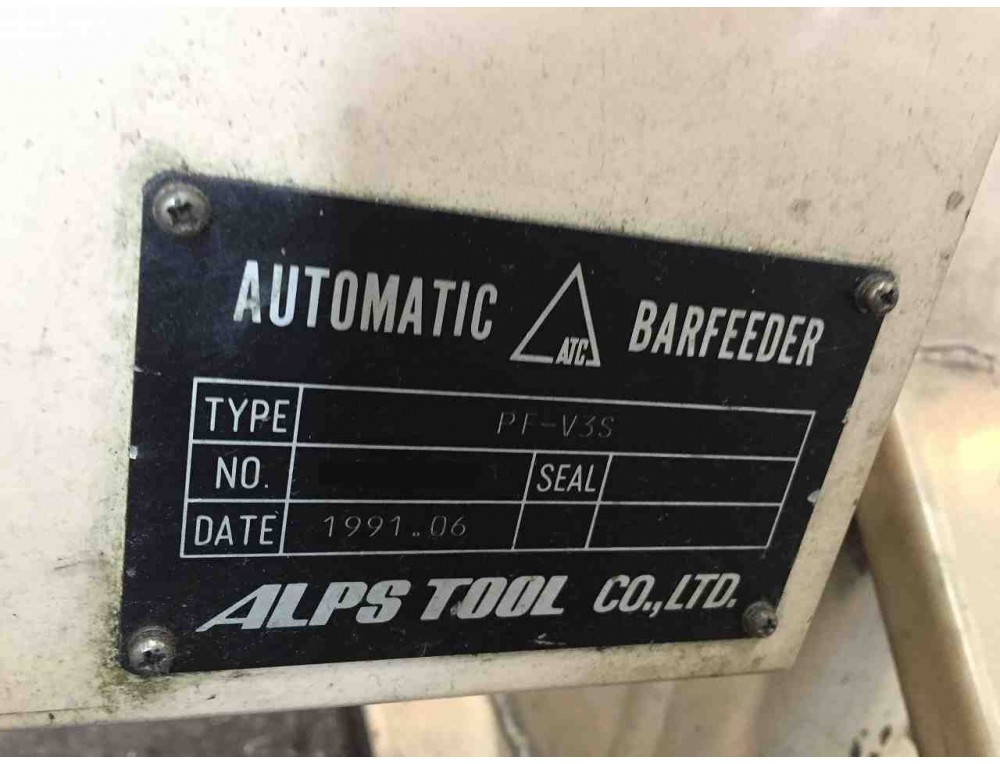 AUTOMATIC ATC BARFEEDER
TYPE PF-V3S
NO. SEAL
DATE 1991.06
ALPS TOOL CO.,LTD.